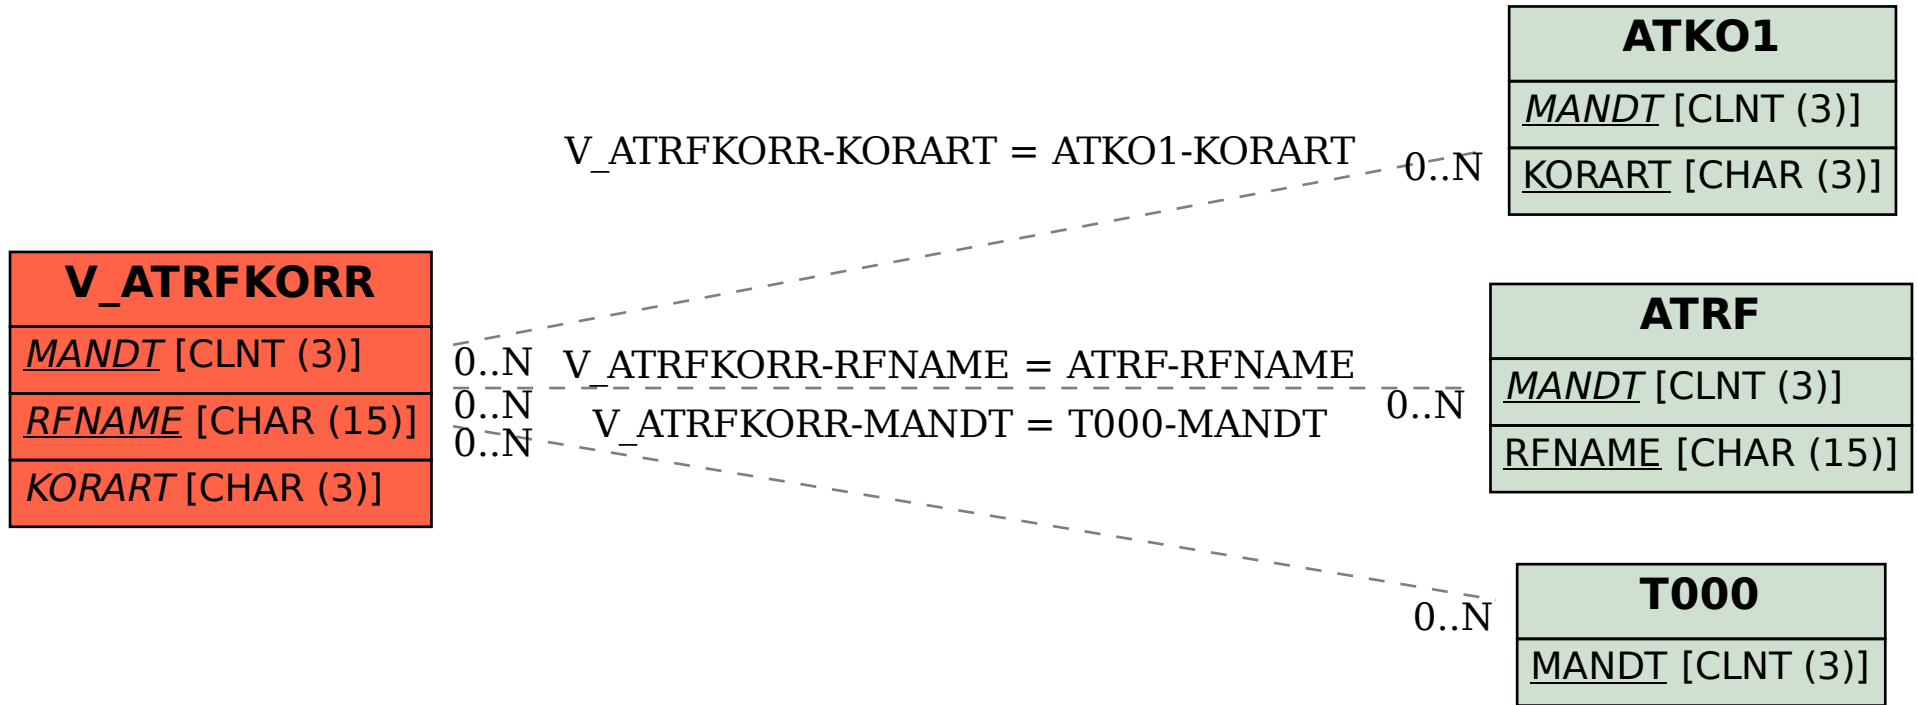 ATKO1
MANDT [CLNT (3)]
KORART [CHAR (3)]
V_ATRFKORR-KORART = ATKO1-KORART
0..N
V_ATRFKORR
MANDT [CLNT (3)]
RFNAME [CHAR (15)]
KORART [CHAR (3)]
0..N
V_ATRFKORR-RFNAME = ATRF-RFNAME
0..N
0..N
V_ATRFKORR-MANDT = T000-MANDT
0..N
ATRF
MANDT [CLNT (3)]
RFNAME [CHAR (15)]
0..N
T000
MANDT [CLNT (3)]